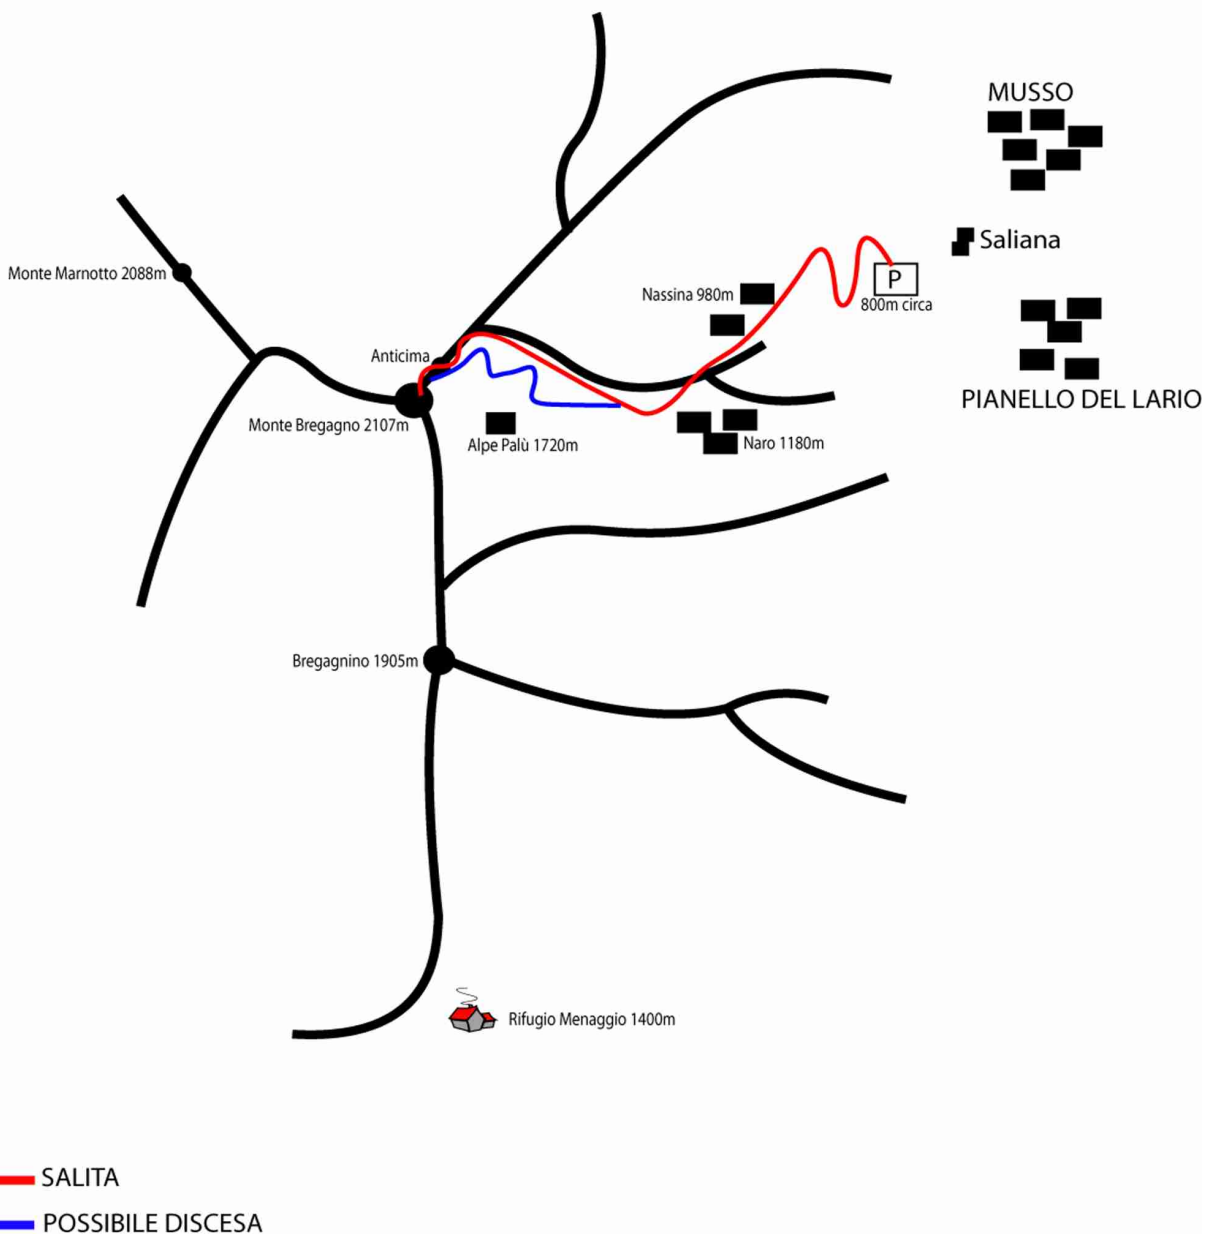 MUSSO
Saliana
Monte Marnotto 2088m
P
Nassina 980m
800m circa
Anticima
PIANELLO DEL LARIO
Monte Bregagno 2107m
Alpe Palù 1720m
Naro 1180m
Bregagnino 1905m
Rifugio Menaggio 1400m
SALITA
POSSIBILE DISCESA